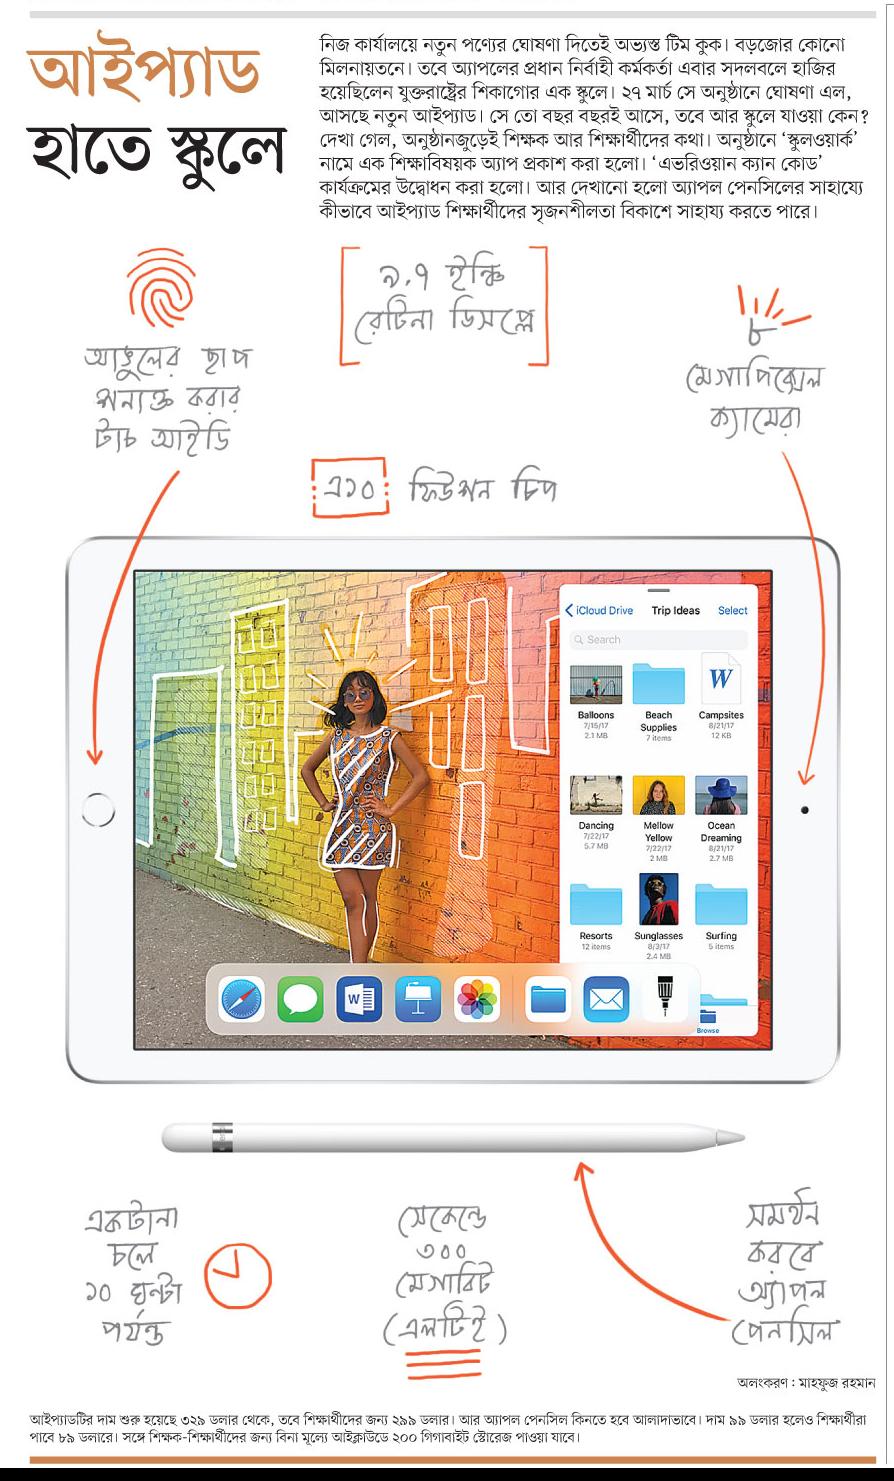 আইপ্যাড
হাতে স্কুলে
নিজ কার্যালয়ে নতুন পণ্যের ঘোষণা দিতেই অভ্যস্ত টিম কুক। বড়জোর কোনো
মিলনায়তনে। তবে অ্যাপলের প্রধান নির্বাহী কর্মকর্তা এবার সদলবলে হাজির
হয়েছিলেন যুক্তরাষ্ট্রের শিকাগোর এক স্কুলে। ২৭ মার্চ সে অনুষ্ঠানে ঘোষণা এল,
আসছে নতুন আইপ্যাড। সে তো বছর বছরই আসে, তবে আর স্কুলে যাওয়া কেন?
দেখা গেল, অনুষ্ঠানজুড়েই শিক্ষক আর শিক্ষার্থীদের কথা। অনুষ্ঠানে ‘স্কুলওয়ার্ক’
নামে এক শিক্ষাবিষয়ক অ্যাপ প্রকাশ করা হলো। ‘এভরিওয়ান ক্যান কোড’
কার্যক্রমের উদ্বোধন করা হলো। আর দেখানো হলো অ্যাপল পেনসিলের সাহায্যে
কীভাবে আইপ্যাড শিক্ষার্থীদের সৃজনশীলতা বিকাশে সাহায্য করতে পারে।
৯.৭ ইঞ্চি
রেটিনা ডিসপ্লে
আঙুলের ছাপ
শনাক্ত করার
টাচ আইডি
৮
মেগাপিক্সেল
ক্যামেরা
এ১০ ফিউশন চিপ
iCloud Drive Trip Ideas Select
Search
Balloons
7/15/17
2.1 MB
Beach
Supplies
7 items
Campsites
8/21/17
12 KB
Dancing
7/22/17
5.7 MB
Mellow
Yellow
7/22/17
2 MB
Ocean
Dreaming
8/21/17
2.7 MB
Resorts
12 items
Sunglasses
8/3/17
2.4 MB
Surfing
5 items
Browse
একটানা
চলে
১০ ঘন্টা
পর্যন্ত
সেকেন্ডে
৩০০
মেগাবিট
(এলটিই)
সমর্থন
করবে
অ্যাপল
পেনসিল
অলংকরণ : মাহফুজ রহমান
আইপ্যাডটির দাম শুরু হয়েছে ৩২৯ ডলার থেকে, তবে শিক্ষার্থীদের জন্য ২৯৯ ডলার। আর অ্যাপল পেনসিল কিনতে হবে আলাদাভাবে। দাম ৯৯ ডলার হলেও শিক্ষার্থীরা
পাবে ৮৯ ডলারে। সঙ্গে শিক্ষক-শিক্ষার্থীদের জন্য বিনা মূল্যে আইক্লাউডে ২০০ গিগাবাইট স্টোরেজ পাওয়া যাবে।